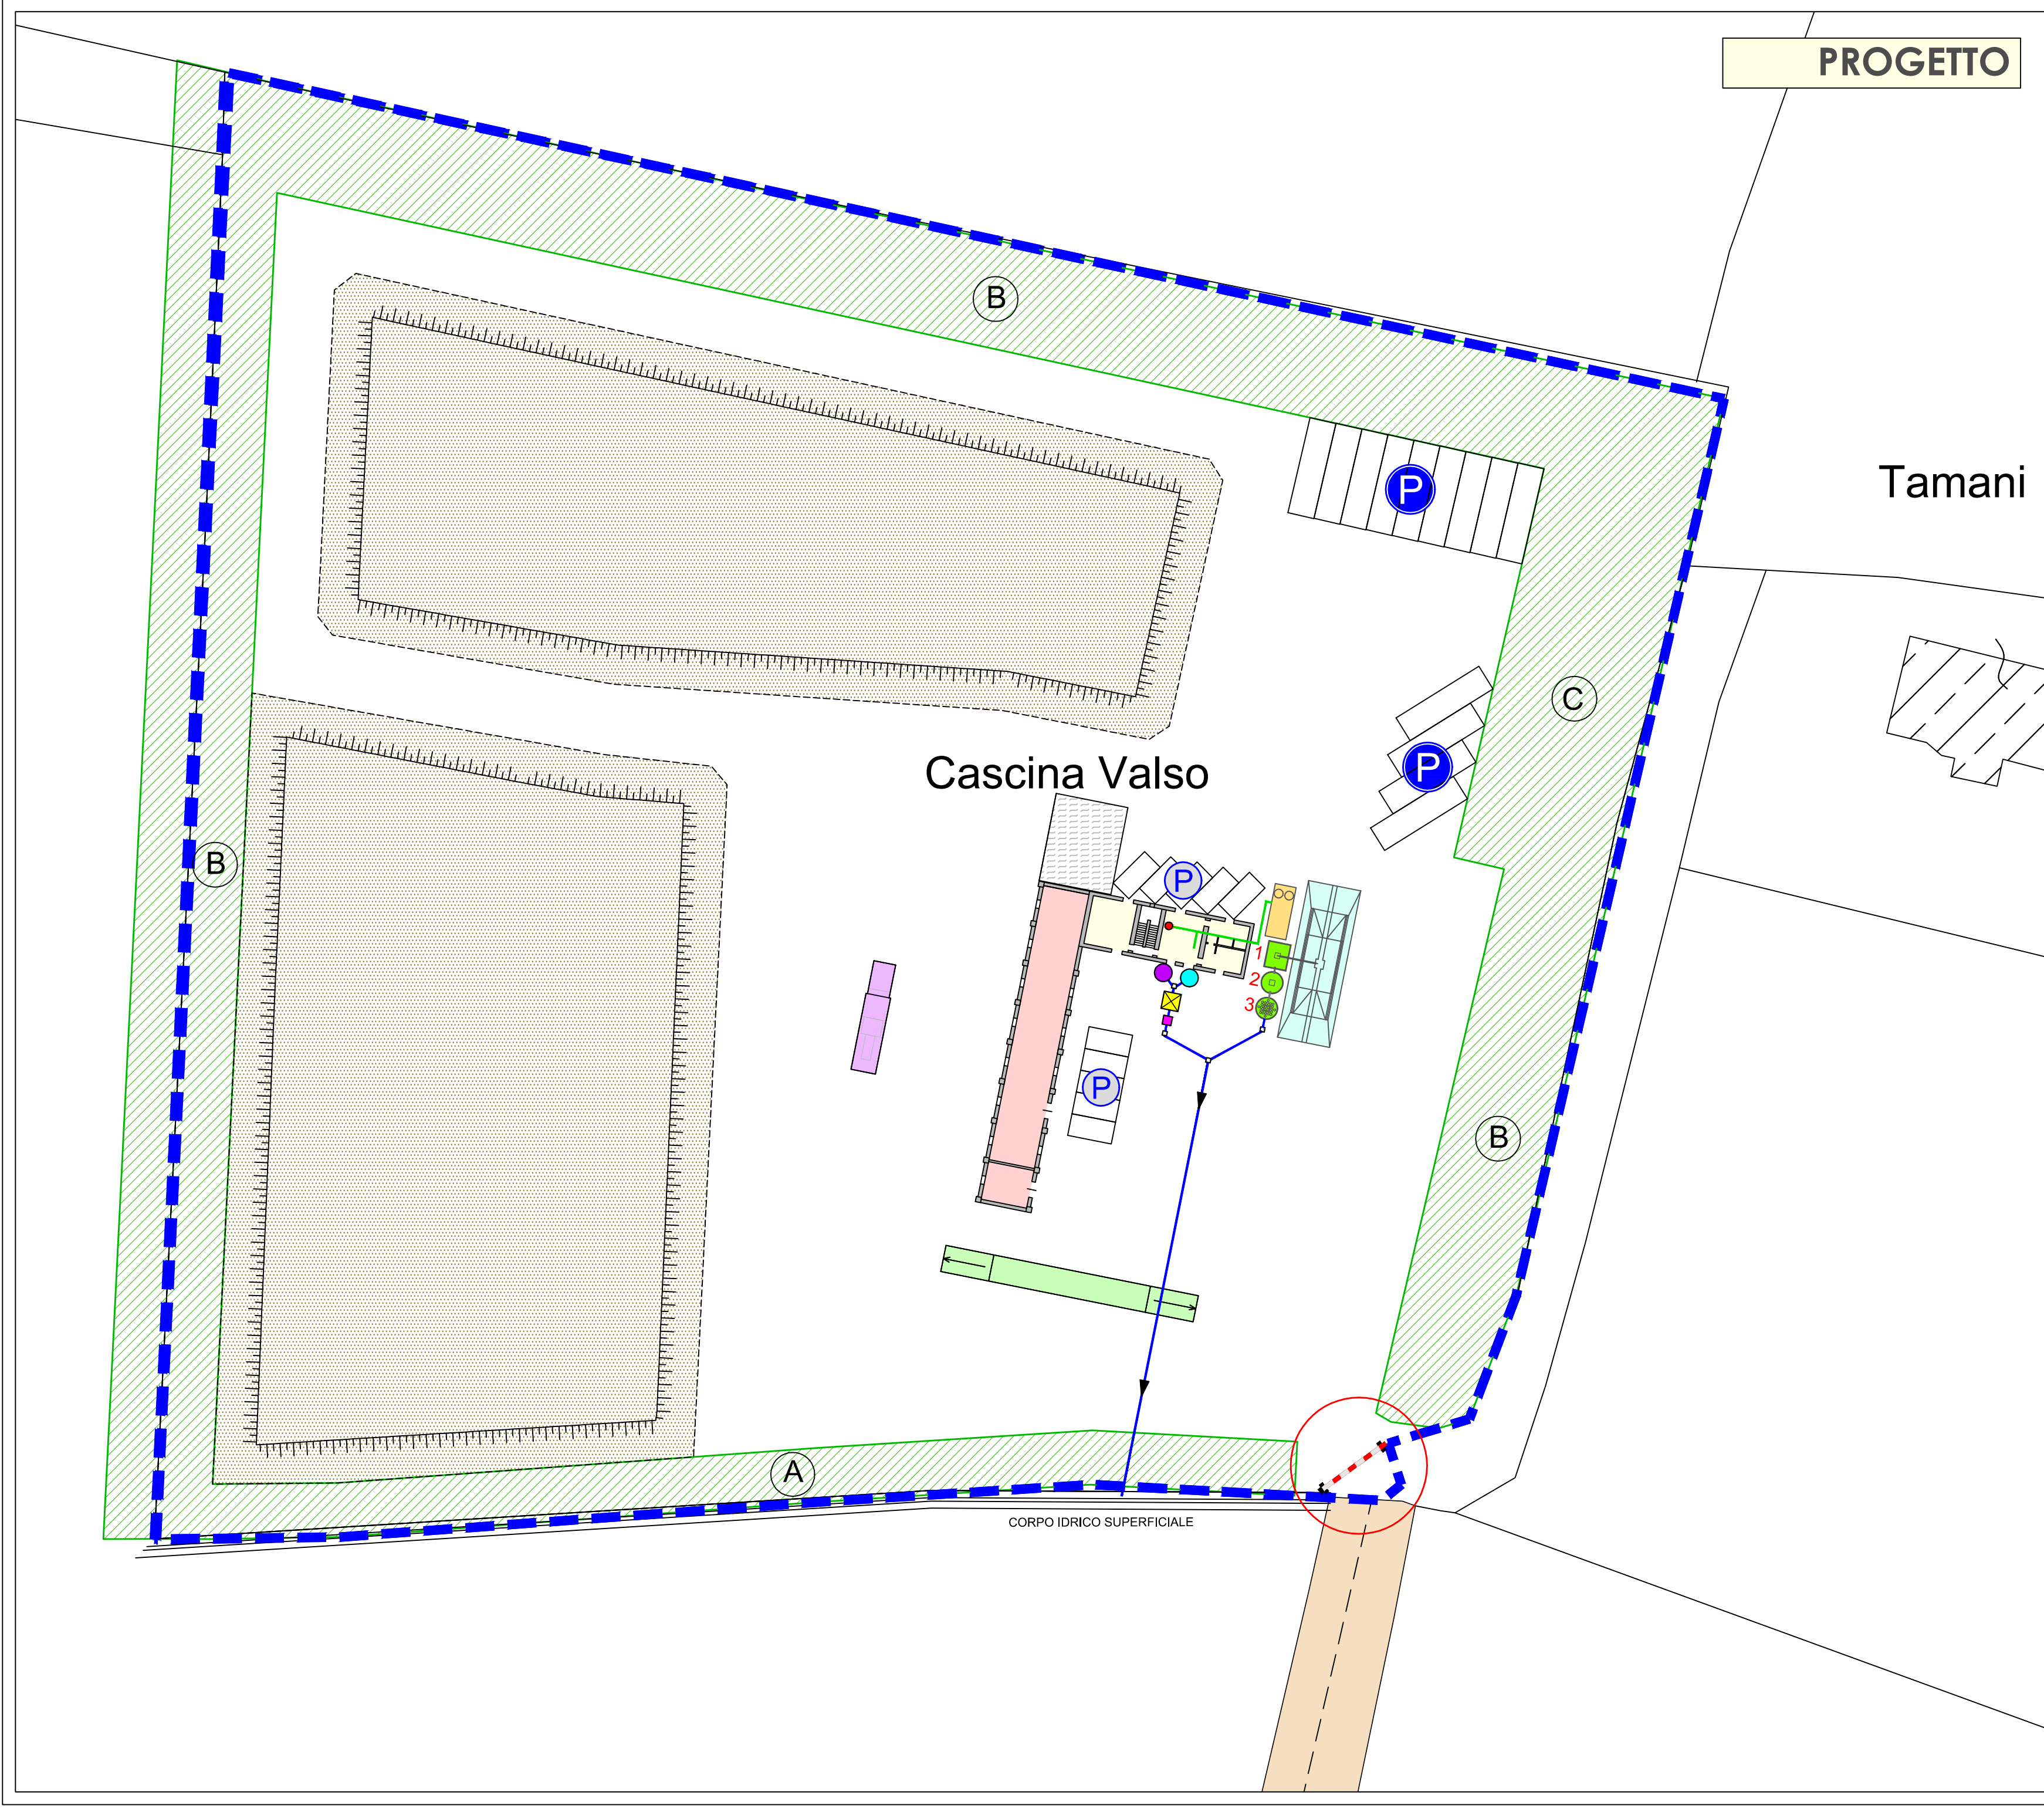 PROGETTO
B
Tamani
P
C
P
Cascina Valso
B
P
1
2
3
P
B
A
CORPO IDRICO SUPERFICIALE